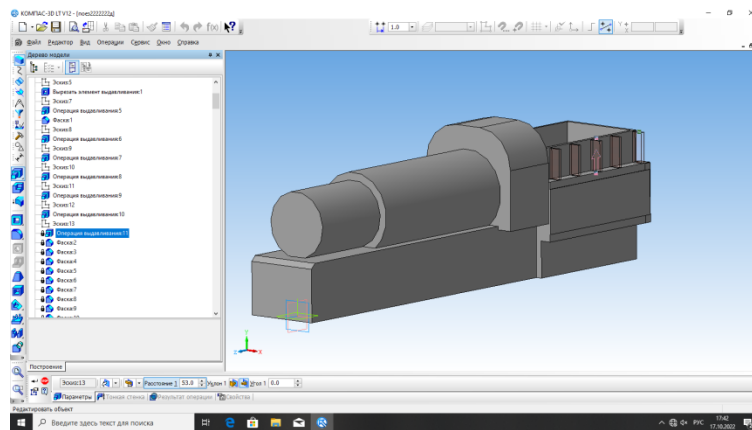 КОМПАС-3D LT V12 - [поез2222222д]
1.0
Файл Редактор Вид Операции Сервис Окно Справка
Дерево модели
Эскиз:5
Вырезать элемент выдавливания:1
Эскиз:7
Операция выдавливания:5
Фаска:1
Эскиз:8
Операция выдавливания:6
Эскиз:9
Операция выдавливания:7
Эскиз:10
Операция выдавливания:8
Эскиз:11
Операция выдавливания:9
Эскиз:12
Операция выдавливания:10
Эскиз:13
Операция выдавливания:11
Фаска:2
Фаска:3
Фаска:4
Фаска:5
Фаска:6
Фаска:7
Фаска:8
Фаска:9
Построение
Эскиз:13 Расстояние 1 53.0 Уклон 1 Угол 1 0.0
Параметры Тонкая стенка Результат операции Свойства
Редактировать объект
Введите здесь текст для поиска
РУС
17:42
17.10.2022